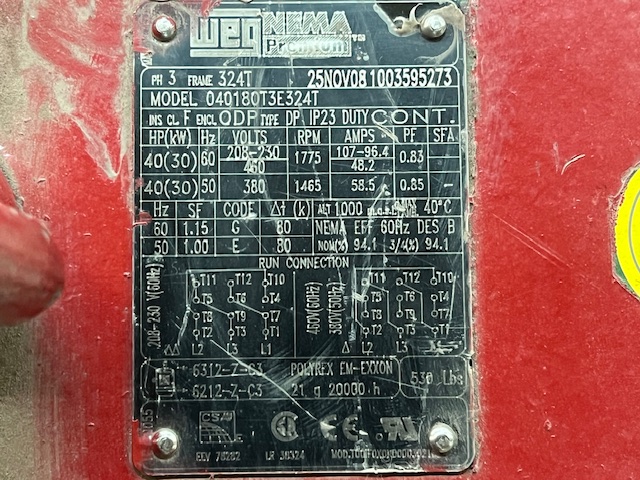 WEG NEMA Premium TM
PH 3 FRAME 324T 25NOV08 1003595273
MODEL 04018OT3E324T
INS CL. F ENCL ODP TYPE DP IP23 DUTY CONT.
HP(kW) Hz VOLTS RPM AMPS PF SFA
40(30) 60 208-230 1775 107-96.4 0.83
460 48.2
40(30) 50 380 1465 58.5 0.85 —
Hz SF CODE Δt (k) ALT 1000 40°C
60 1.15 G 80 NEMA EFF 60Hz DES B
50 1.00 E 80 NOM(%) 94.1 3/4(%) 94.1
RUN CONNECTION
208-230 V(60Hz) T11 T12 T10 460V(60Hz) 380V(50Hz) T11 T12 T10
T5 T6 T4 T5 T6 T4
T8 T9 T7 T8 T9 T7
T2 T3 T1 T2 T3 T1
ΔΔ L2 L3 L1 Δ L2 L3
6312-Z-C3 POLYREX EM-EXXON 530 Lbs
6212-Z-C3 21 g 20000 h
EEV 78282 LR 38324